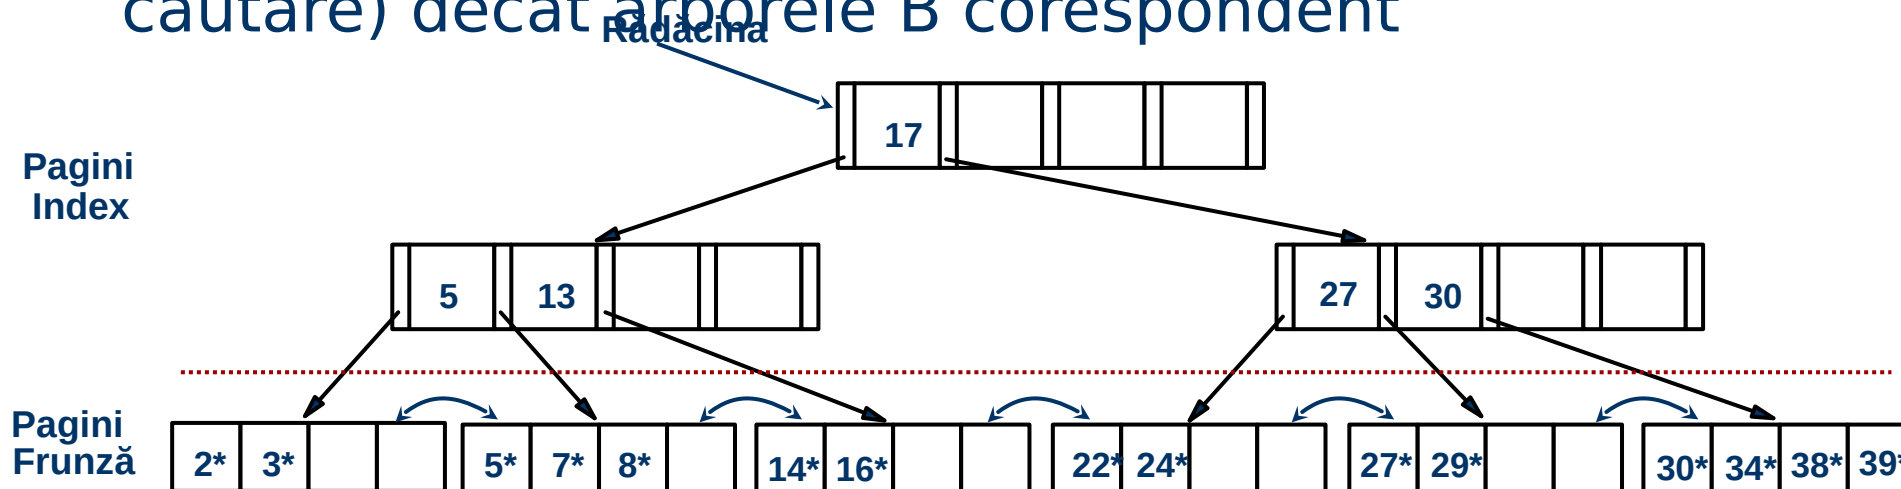 căutare) decât arborele B corespondent
Rădăcina
17
Pagini
Index
5 13 27 30
Pagini
Frunză
2* 3* 5* 7* 8* 14* 16* 22* 24* 27* 29* 30* 34* 38* 39*